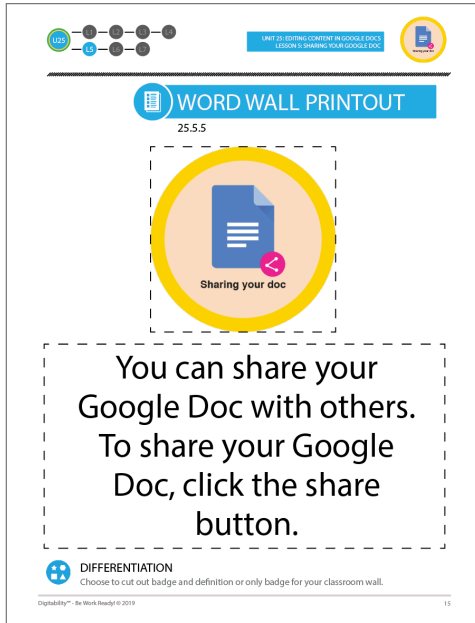 U25
L1
L2
L3
L4
L5
L6
L7
UNIT 25: EDITING CONTENT IN GOOGLE DOCS
LESSON 5: SHARING YOUR GOOGLE DOC
Sharing your doc
WORD WALL PRINTOUT
25.5.5
Sharing your doc
You can share your
Google Doc with others.
To share your Google
Doc, click the share
button.
DIFFERENTIATION
Choose to cut out badge and definition or only badge for your classroom wall.
Digitability™ - Be Work Ready! © 2019
15